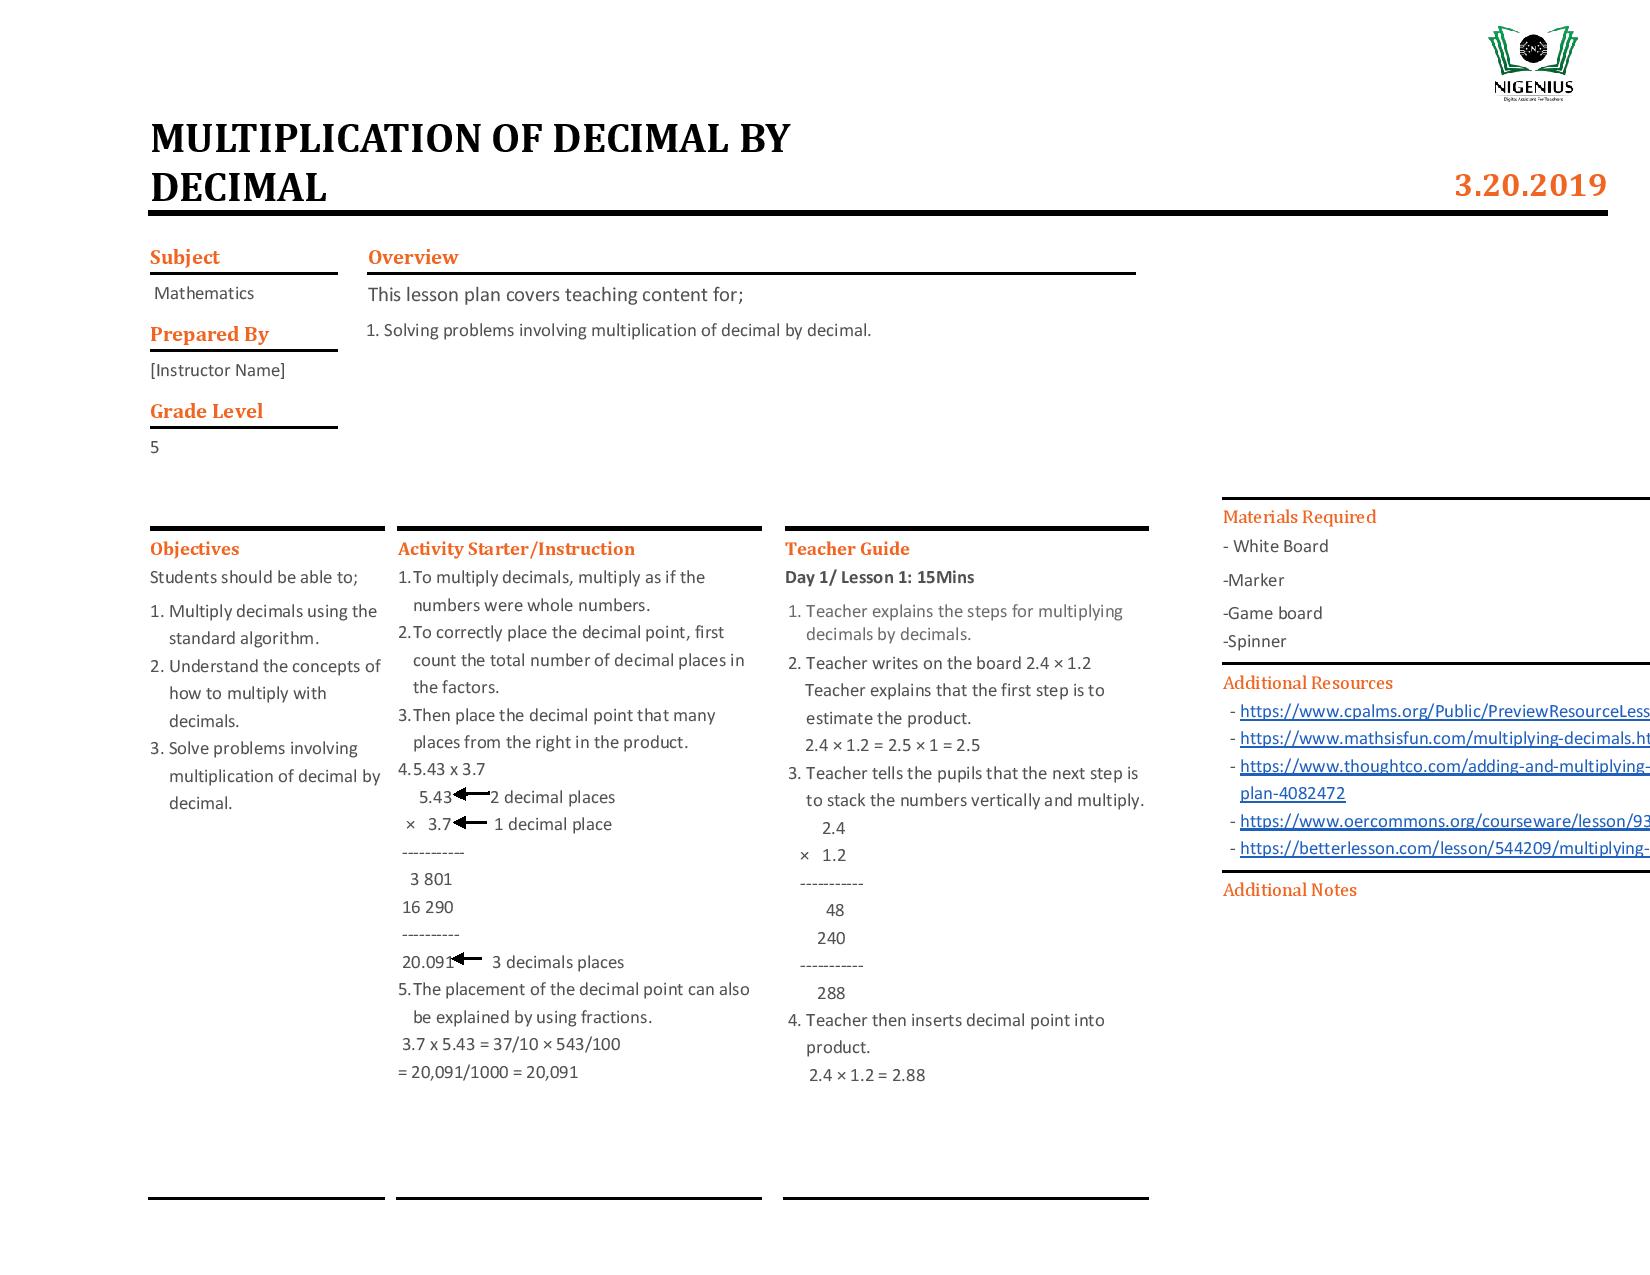 NIGENIUS
Digital Assistant For Teachers
MULTIPLICATION OF DECIMAL BY
DECIMAL
3.20.2019
Subject
Mathematics
Prepared By
[Instructor Name]
Grade Level
5
Overview
This lesson plan covers teaching content for;
1. Solving problems involving multiplication of decimal by decimal.
Objectives
Students should be able to;
1. Multiply decimals using the
standard algorithm.
2. Understand the concepts of
how to multiply with
decimals.
3. Solve problems involving
multiplication of decimal by
decimal.
Activity Starter/Instruction
1.To multiply decimals, multiply as if the
numbers were whole numbers.
2.To correctly place the decimal point, first
count the total number of decimal places in
the factors.
3.Then place the decimal point that many
places from the right in the product.
4.5.43 x 3.7
5.43 2 decimal places
× 3.7 1 decimal place
-----------
3 801
16 290
----------
20.091 3 decimals places
5.The placement of the decimal point can also
be explained by using fractions.
3.7 x 5.43 = 37/10 × 543/100
= 20,091/1000 = 20,091
Teacher Guide
Day 1/ Lesson 1: 15Mins
1. Teacher explains the steps for multiplying
decimals by decimals.
2. Teacher writes on the board 2.4 × 1.2
Teacher explains that the first step is to
estimate the product.
2.4 × 1.2 = 2.5 × 1 = 2.5
3. Teacher tells the pupils that the next step is
to stack the numbers vertically and multiply.
2.4
× 1.2
-----------
48
240
-----------
288
4. Teacher then inserts decimal point into
product.
2.4 × 1.2 = 2.88
Materials Required
- White Board
-Marker
-Game board
-Spinner
Additional Resources
- https://www.cpalms.org/Public/PreviewResourceLess
- https://www.mathsisfun.com/multiplying-decimals.ht
- https://www.thoughtco.com/adding-and-multiplying-
plan-4082472
- https://www.oercommons.org/courseware/lesson/93
- https://betterlesson.com/lesson/544209/multiplying-
Additional Notes